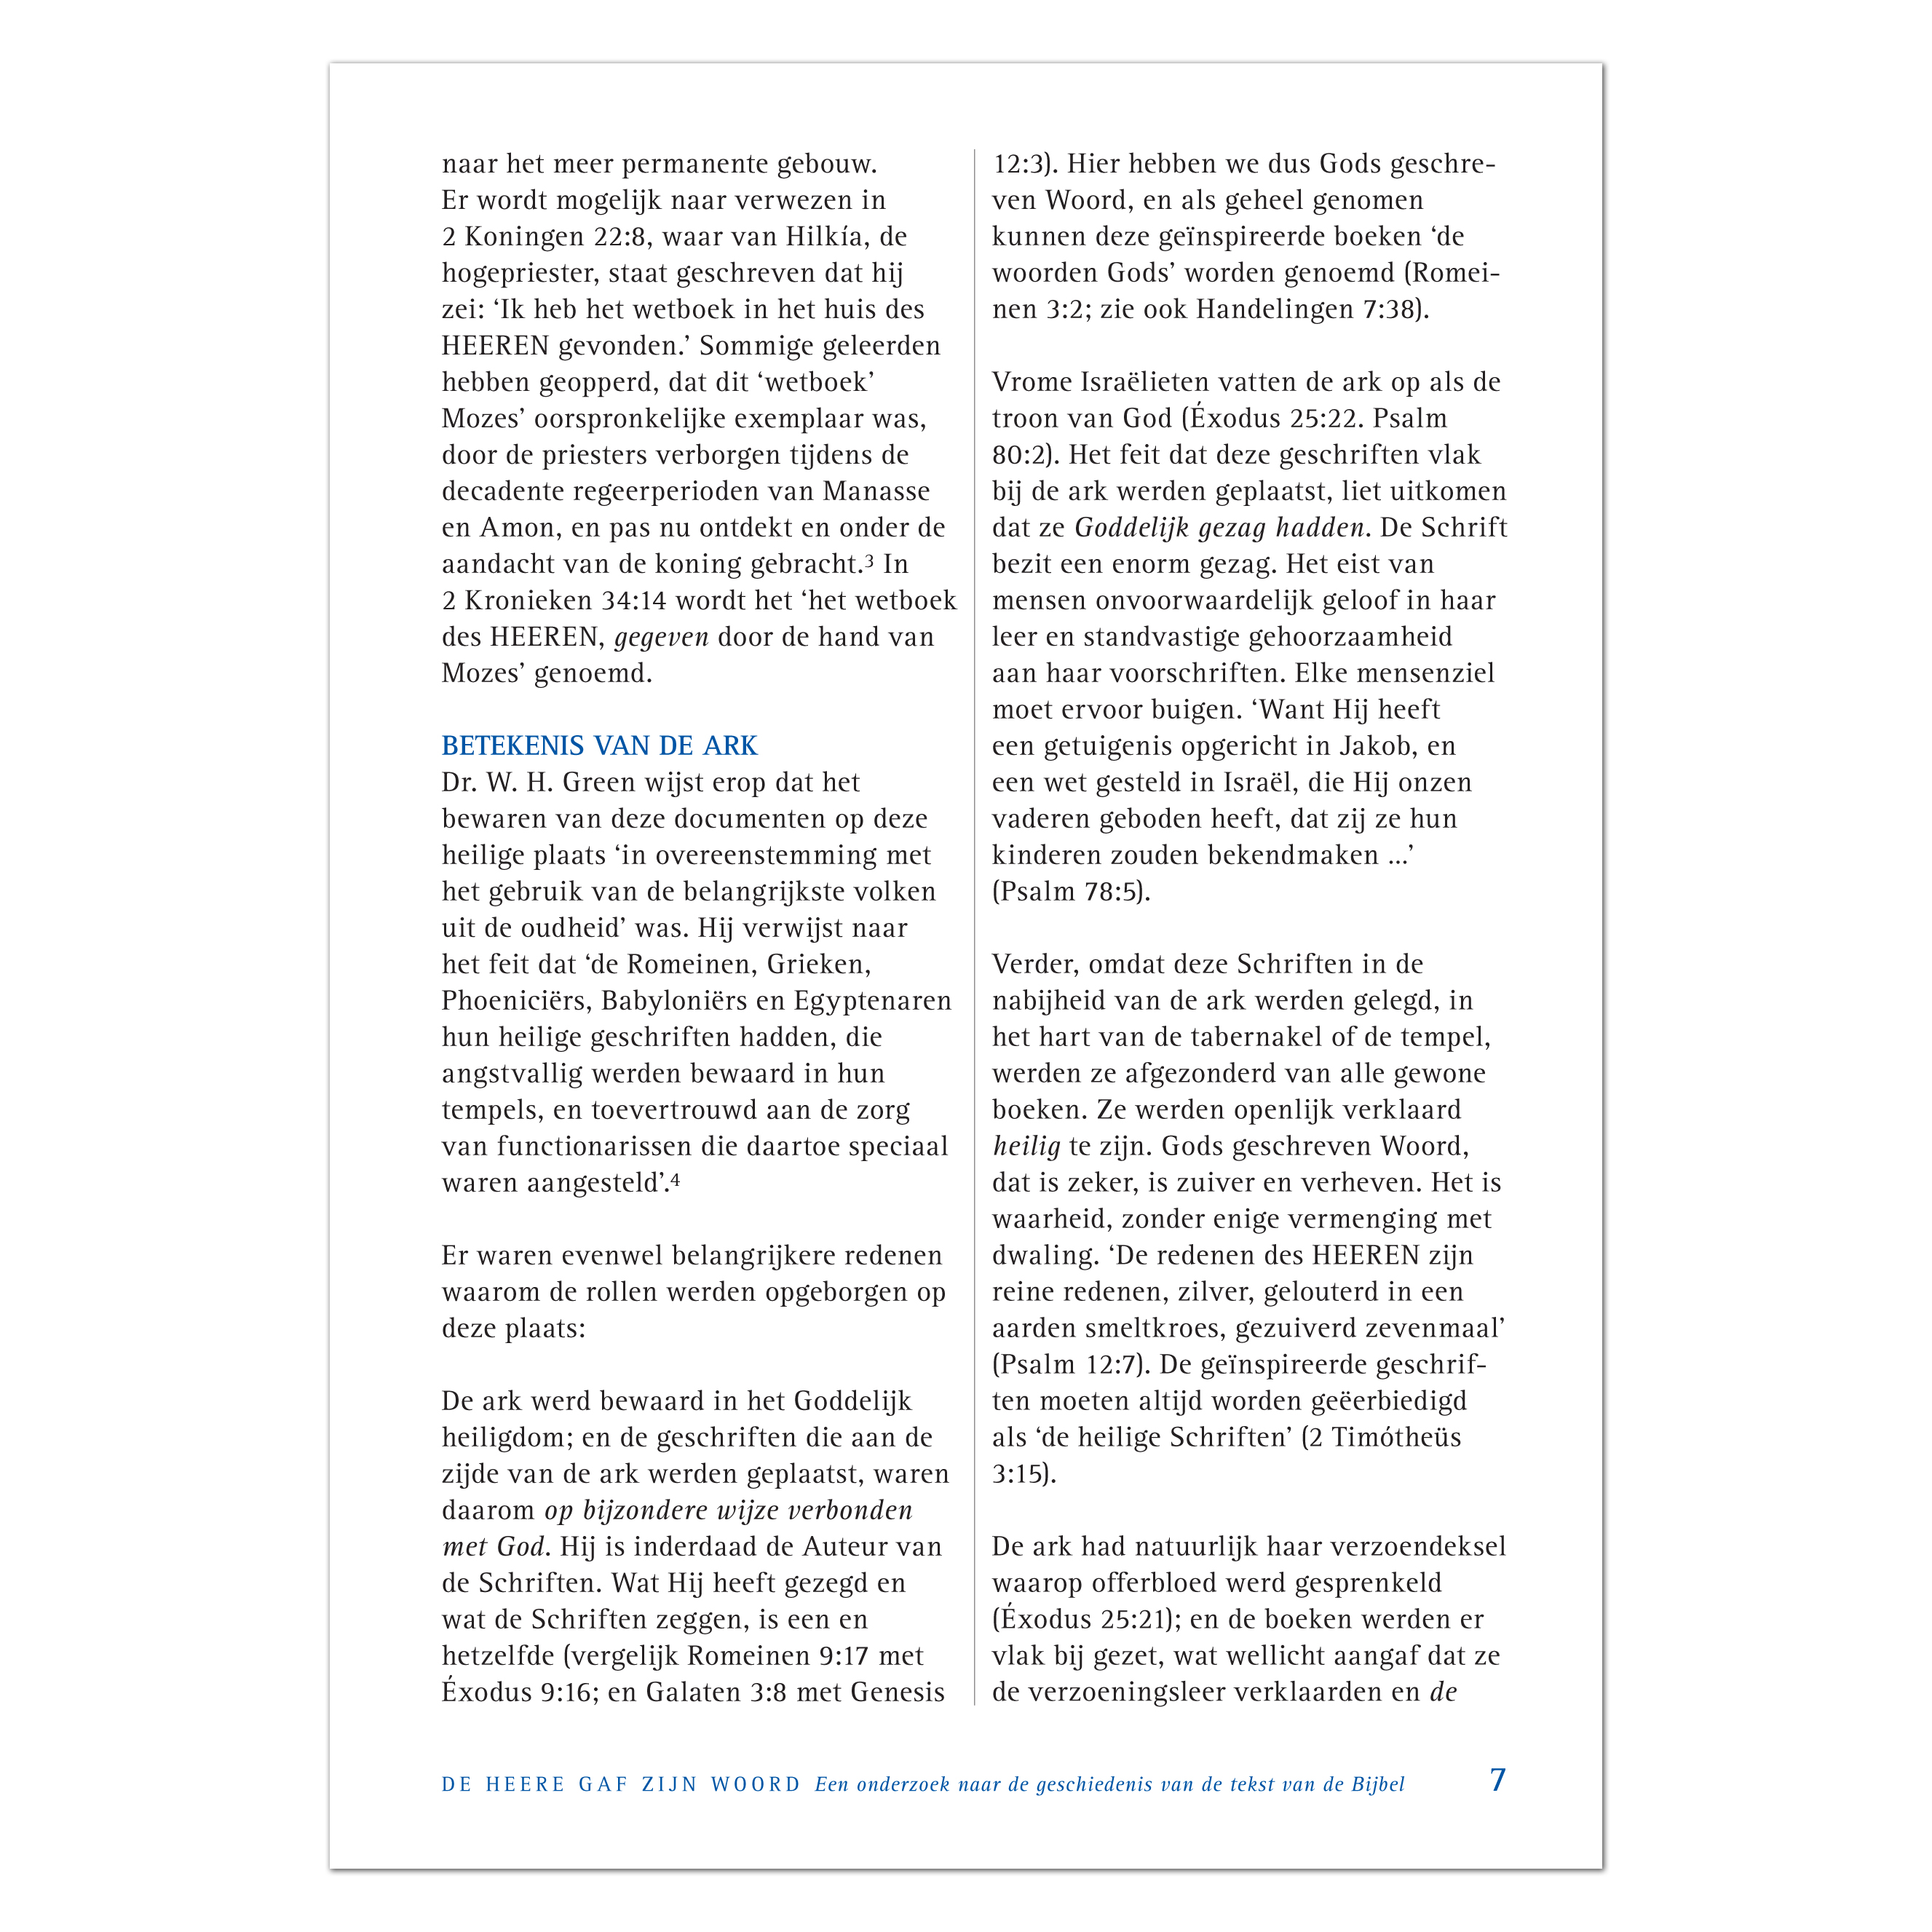 naar het meer permanente gebouw.
Er wordt mogelijk naar verwezen in
2 Koningen 22:8, waar van Hilkía, de
hogepriester, staat geschreven dat hij
zei: ‘Ik heb het wetboek in het huis des
HEEREN gevonden.’ Sommige geleerden
hebben geopperd, dat dit ‘wetboek’
Mozes’ oorspronkelijke exemplaar was,
door de priesters verborgen tijdens de
decadente regeerperioden van Manasse
en Amon, en pas nu ontdekt en onder de
aandacht van de koning gebracht.³ In
2 Kronieken 34:14 wordt het ‘het wetboek
des HEEREN, gegeven door de hand van
Mozes’ genoemd.
BETEKENIS VAN DE ARK
Dr. W. H. Green wijst erop dat het
bewaren van deze documenten op deze
heilige plaats ‘in overeenstemming met
het gebruik van de belangrijkste volken
uit de oudheid’ was. Hij verwijst naar
het feit dat ‘de Romeinen, Grieken,
Phoeniciërs, Babyloniërs en Egyptenaren
hun heilige geschriften hadden, die
angstvallig werden bewaard in hun
tempels, en toevertrouwd aan de zorg
van functionarissen die daartoe speciaal
waren aangesteld’.⁴
Er waren evenwel belangrijkere redenen
waarom de rollen werden opgeborgen op
deze plaats:
De ark werd bewaard in het Goddelijk
heiligdom; en de geschriften die aan de
zijde van de ark werden geplaatst, waren
daarom op bijzondere wijze verbonden
met God. Hij is inderdaad de Auteur van
de Schriften. Wat Hij heeft gezegd en
wat de Schriften zeggen, is een en
hetzelfde (vergelijk Romeinen 9:17 met
Éxodus 9:16; en Galaten 3:8 met Genesis
12:3). Hier hebben we dus Gods geschre-
ven Woord, en als geheel genomen
kunnen deze geïnspireerde boeken ‘de
woorden Gods’ worden genoemd (Romei-
nen 3:2; zie ook Handelingen 7:38).
Vrome Israëlieten vatten de ark op als de
troon van God (Éxodus 25:22. Psalm
80:2). Het feit dat deze geschriften vlak
bij de ark werden geplaatst, liet uitkomen
dat ze Goddelijk gezag hadden. De Schrift
bezit een enorm gezag. Het eist van
mensen onvoorwaardelijk geloof in haar
leer en standvastige gehoorzaamheid
aan haar voorschriften. Elke mensenziel
moet ervoor buigen. ‘Want Hij heeft
een getuigenis opgericht in Jakob, en
een wet gesteld in Israël, die Hij onzen
vaderen geboden heeft, dat zij ze hun
kinderen zouden bekendmaken ...’
(Psalm 78:5).
Verder, omdat deze Schriften in de
nabijheid van de ark werden gelegd, in
het hart van de tabernakel of de tempel,
werden ze afgezonderd van alle gewone
boeken. Ze werden openlijk verklaard
heilig te zijn. Gods geschreven Woord,
dat is zeker, is zuiver en verheven. Het is
waarheid, zonder enige vermenging met
dwaling. ‘De redenen des HEEREN zijn
reine redenen, zilver, gelouterd in een
aarden smeltkroes, gezuiverd zevenmaal’
(Psalm 12:7). De geïnspireerde geschrif-
ten moeten altijd worden geëerbiedigd
als ‘de heilige Schriften’ (2 Timótheüs
3:15).
De ark had natuurlijk haar verzoendeksel
waarop offerbloed werd gesprenkeld
(Éxodus 25:21); en de boeken werden er
vlak bij gezet, wat wellicht aangaf dat ze
de verzoeningsleer verklaarden en de
DE HEERE GAF ZIJN WOORD Een onderzoek naar de geschiedenis van de tekst van de Bijbel 7